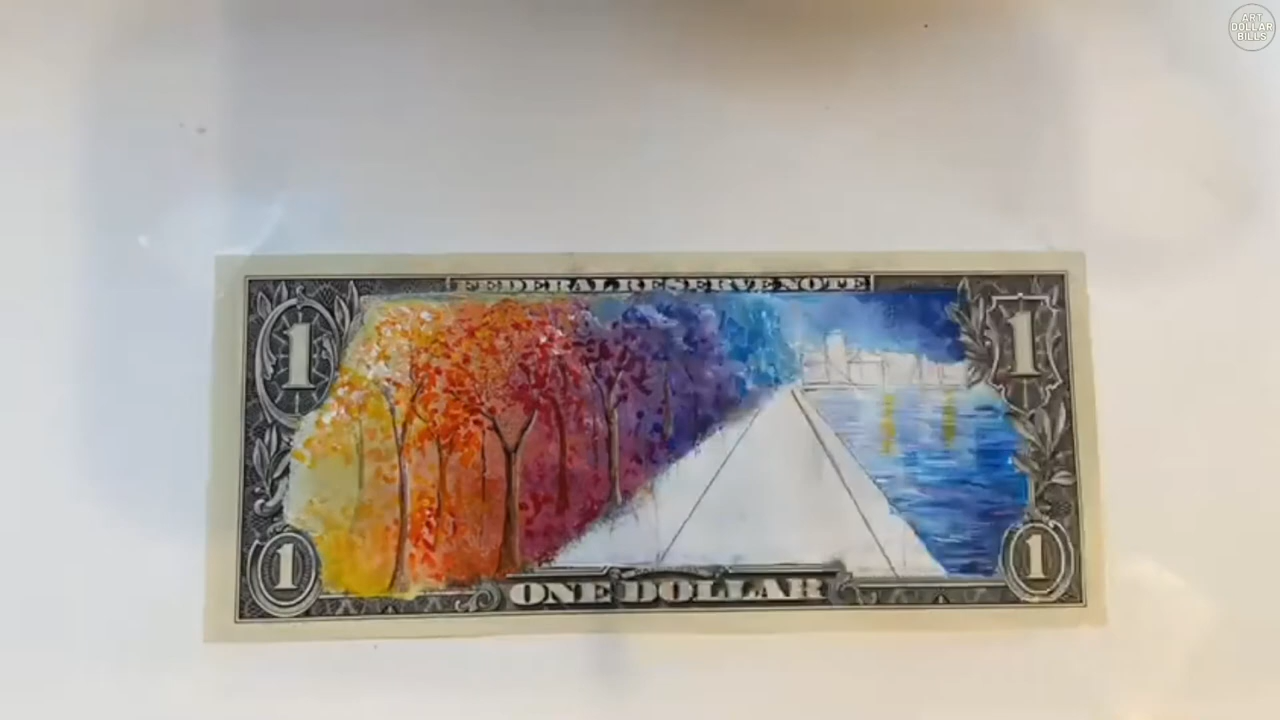 ART
DOLLAR
BILLS
FEDERAL RESERVE NOTE
1
1
1
1
ONE DOLLAR